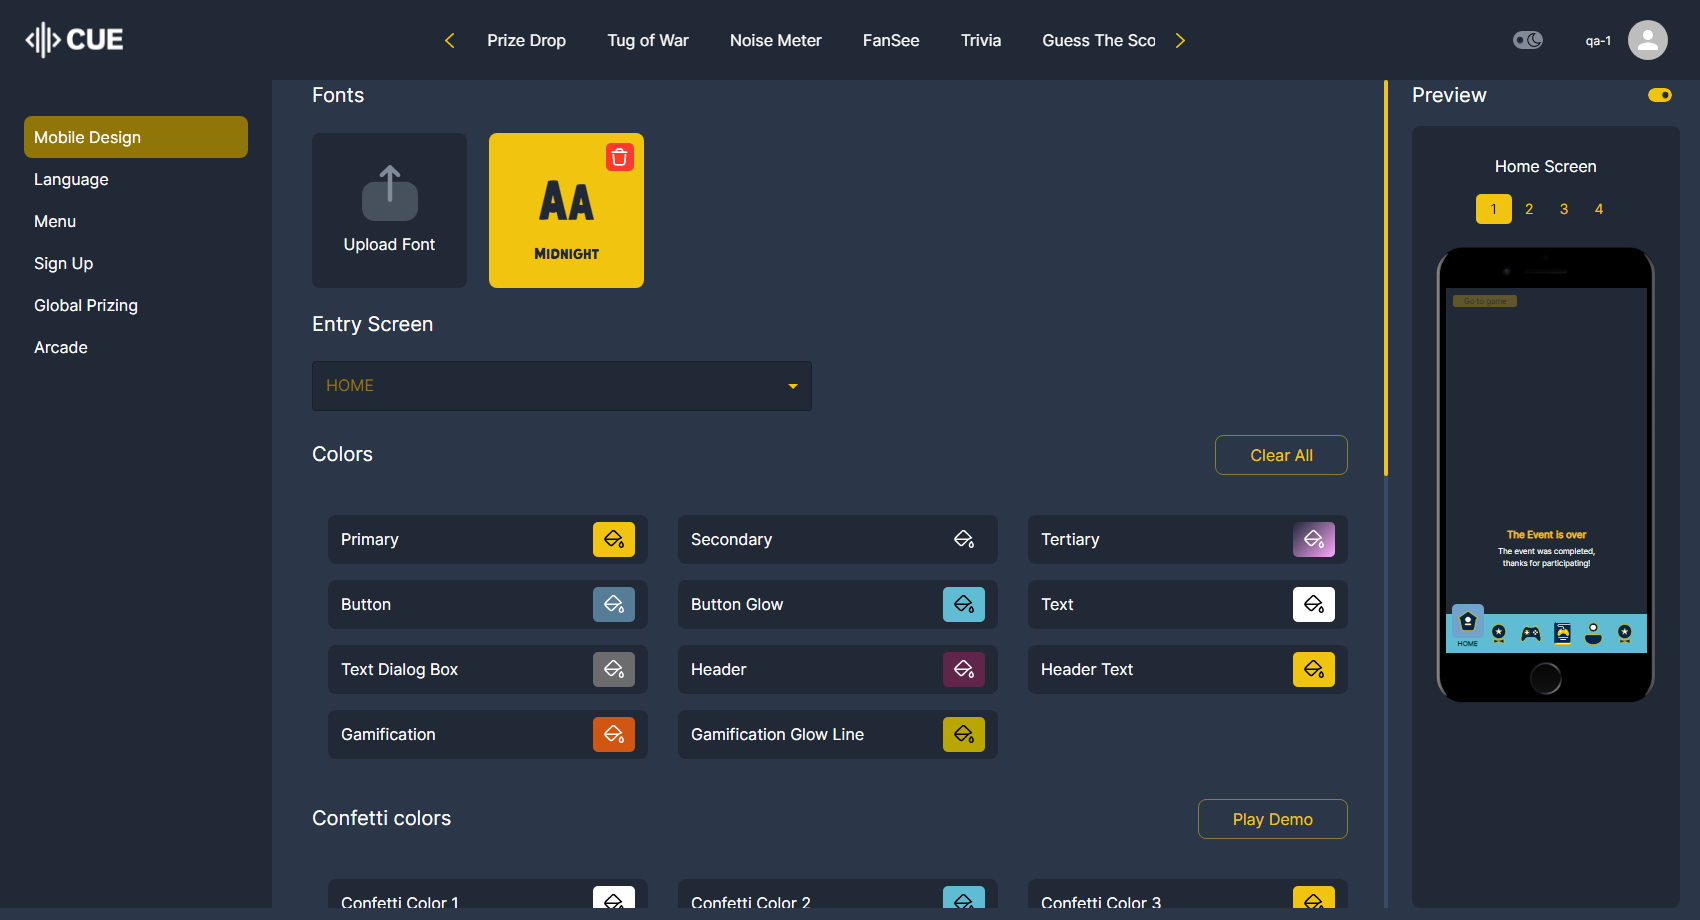 CUE
Prize Drop
Tug of War
Noise Meter
FanSee
Trivia
Guess The Sco
qa-1
Mobile Design
Language
Menu
Sign Up
Global Prizing
Arcade
Fonts
Upload Font
AA
MIDNIGHT
Entry Screen
HOME
Colors
Clear All
Primary
Secondary
Tertiary
Button
Button Glow
Text
Text Dialog Box
Header
Header Text
Gamification
Gamification Glow Line
Confetti colors
Play Demo
Confetti Color 1
Confetti Color 2
Confetti Color 3
Preview
Home Screen
1 2 3 4
Go to game
The Event is over
The event was completed,
thanks for participating!
HOME